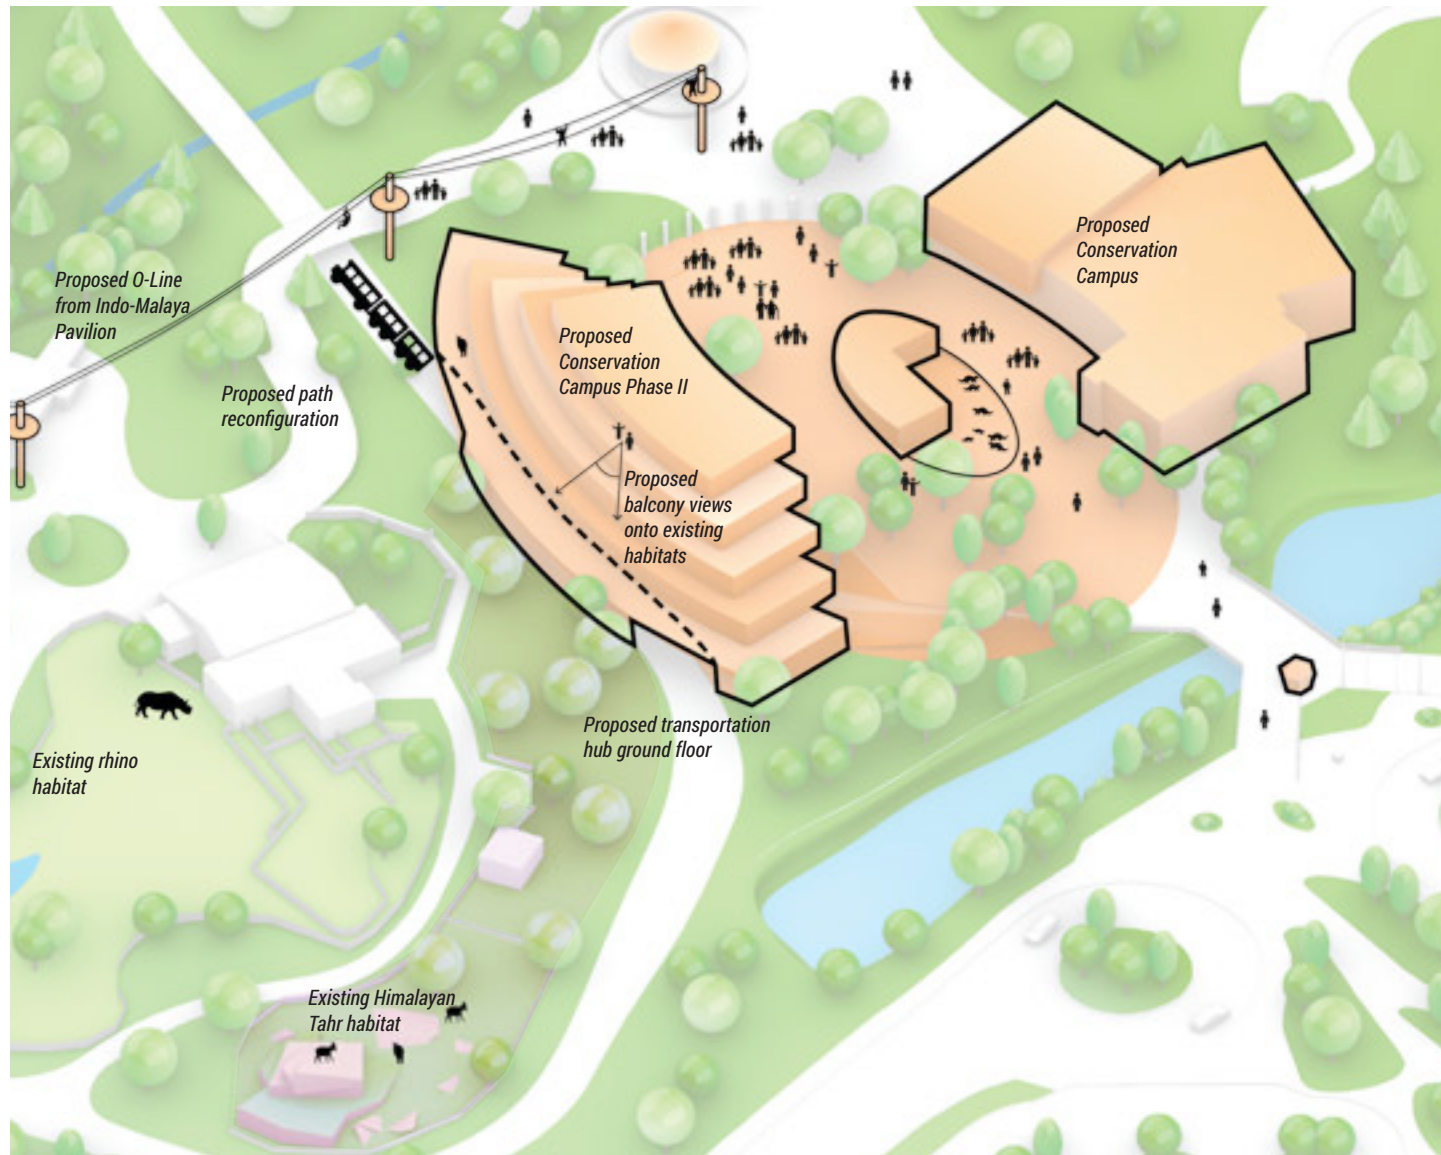 Proposed
Conservation
Campus
Proposed O-Line
from Indo-Malaya
Pavilion
Proposed
Conservation
Campus Phase II
Proposed path
reconfiguration
Proposed
balcony views
onto existing
habitats
Proposed transportation
hub ground floor
Existing rhino
habitat
Existing Himalayan
Tahr habitat